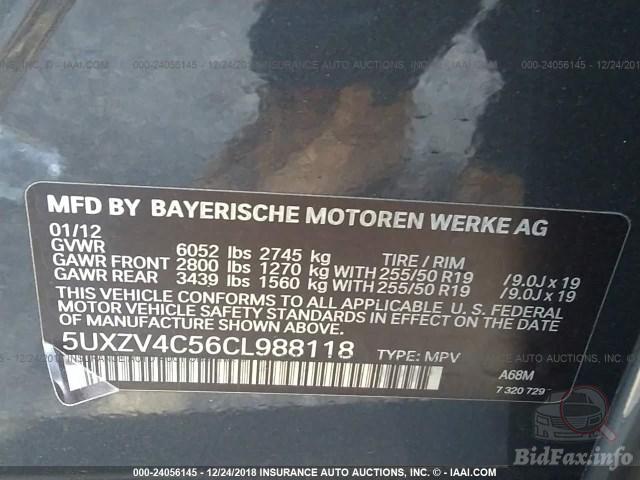 000-24056145 - 12/24/2018 INSURANCE AUTO AUCTIONS, INC. - IAAI.COM
MFD BY BAYERISCHE MOTOREN WERKE AG
01/12
GVWR 6052 lbs 2745 kg TIRE / RIM
GAWR FRONT 2800 lbs 1270 kg WITH 255/50 R19 /9.0J x 19
GAWR REAR 3439 lbs 1560 kg WITH 255/50 R19 /9.0J x 19
THIS VEHICLE CONFORMS TO ALL APPLICABLE U. S. FEDERAL
MOTOR VEHICLE SAFETY STANDARDS IN EFFECT ON THE DATE
OF MANUFACTURE SHOWN ABOVE.
5UXZV4C56CL988118 TYPE: MPV
A68M
7 320 729
BidFax.info
000-24056145 - 12/24/2018 INSURANCE AUTO AUCTIONS, INC. - IAAI.COM